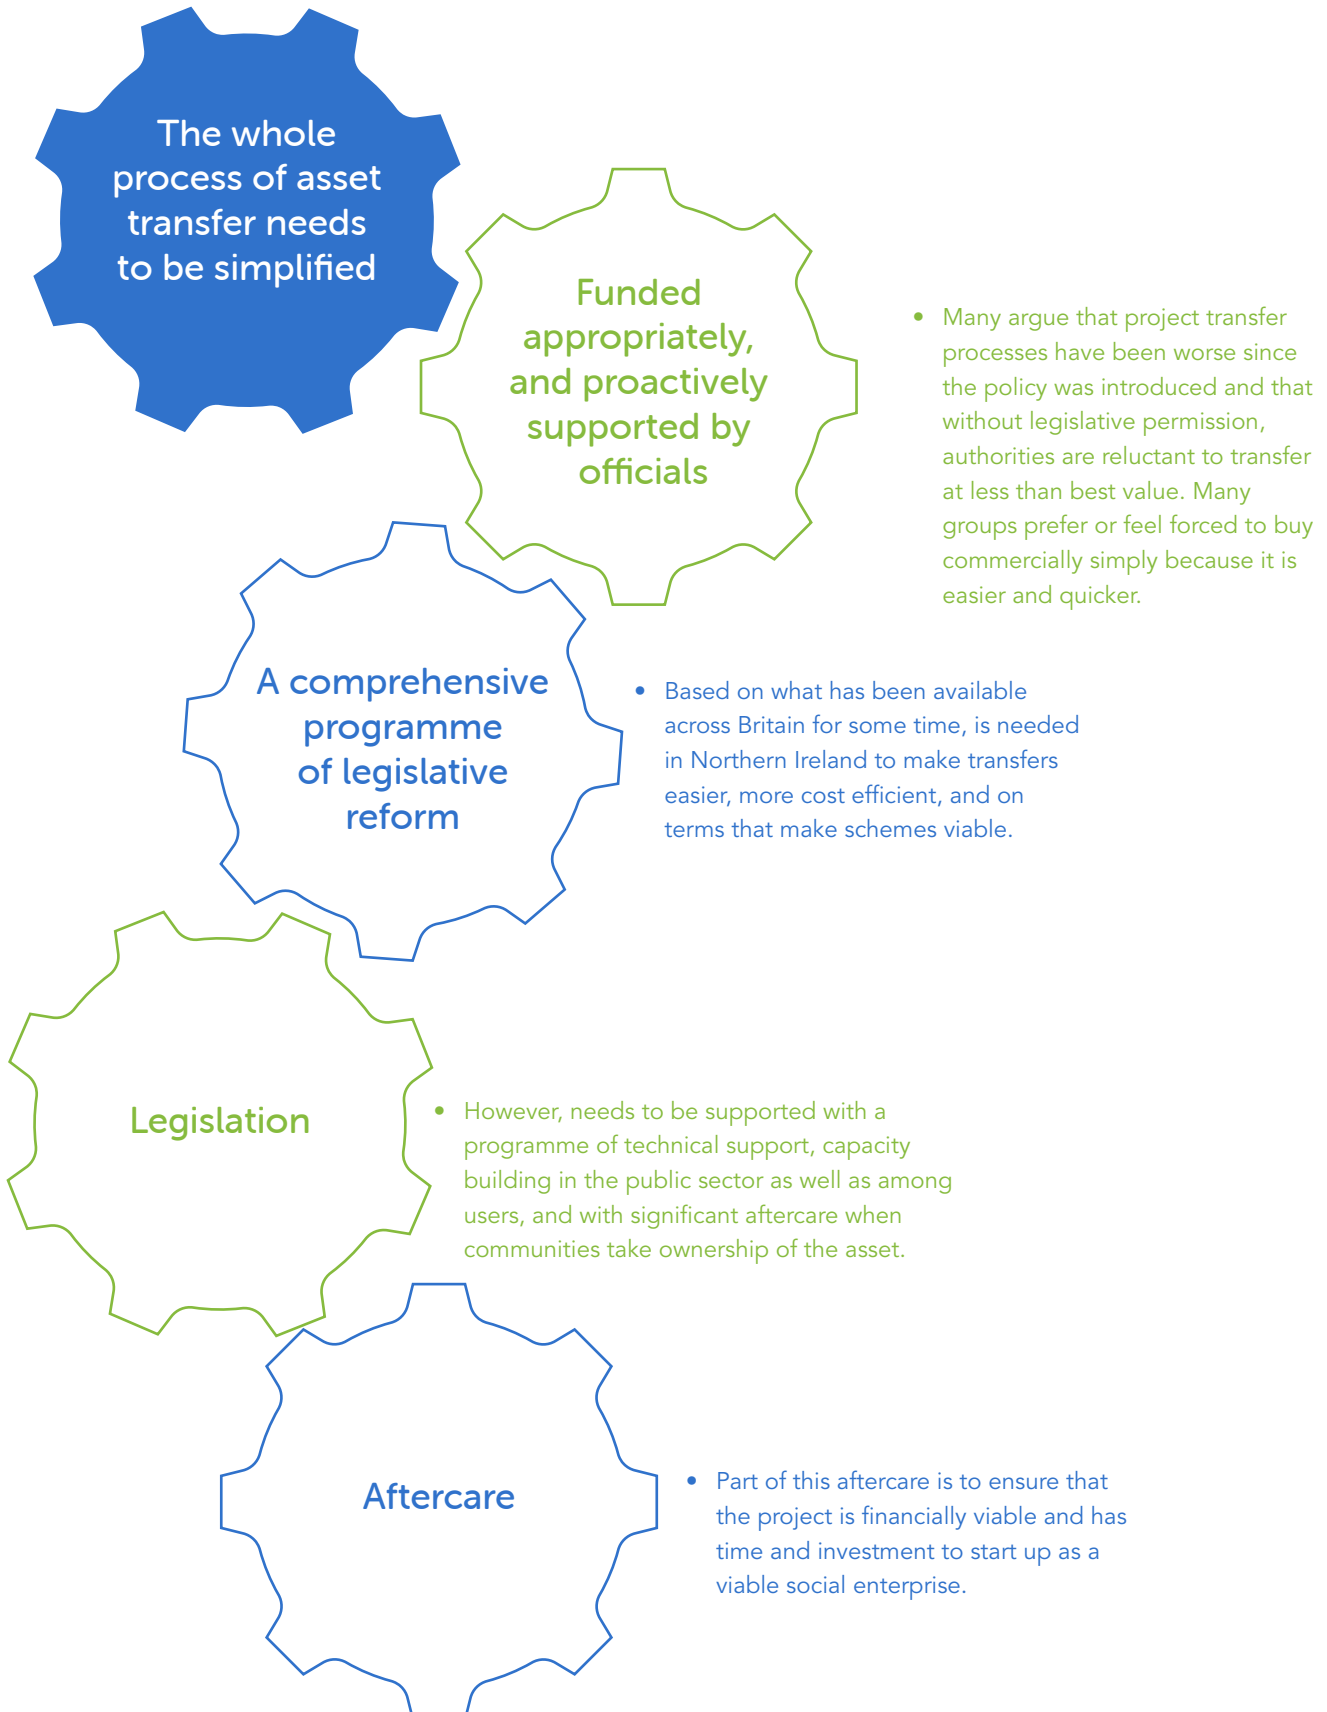 The whole
process of asset
transfer needs
to be simplified
Funded
appropriately,
and proactively
supported by
officials
• Many argue that project transfer
processes have been worse since
the policy was introduced and that
without legislative permission,
authorities are reluctant to transfer
at less than best value. Many
groups prefer or feel forced to buy
commercially simply because it is
easier and quicker.
A comprehensive
programme
of legislative
reform
• Based on what has been available
across Britain for some time, is needed
in Northern Ireland to make transfers
easier, more cost efficient, and on
terms that make schemes viable.
Legislation
• However, needs to be supported with a
programme of technical support, capacity
building in the public sector as well as among
users, and with significant aftercare when
communities take ownership of the asset.
Aftercare
• Part of this aftercare is to ensure that
the project is financially viable and has
time and investment to start up as a
viable social enterprise.